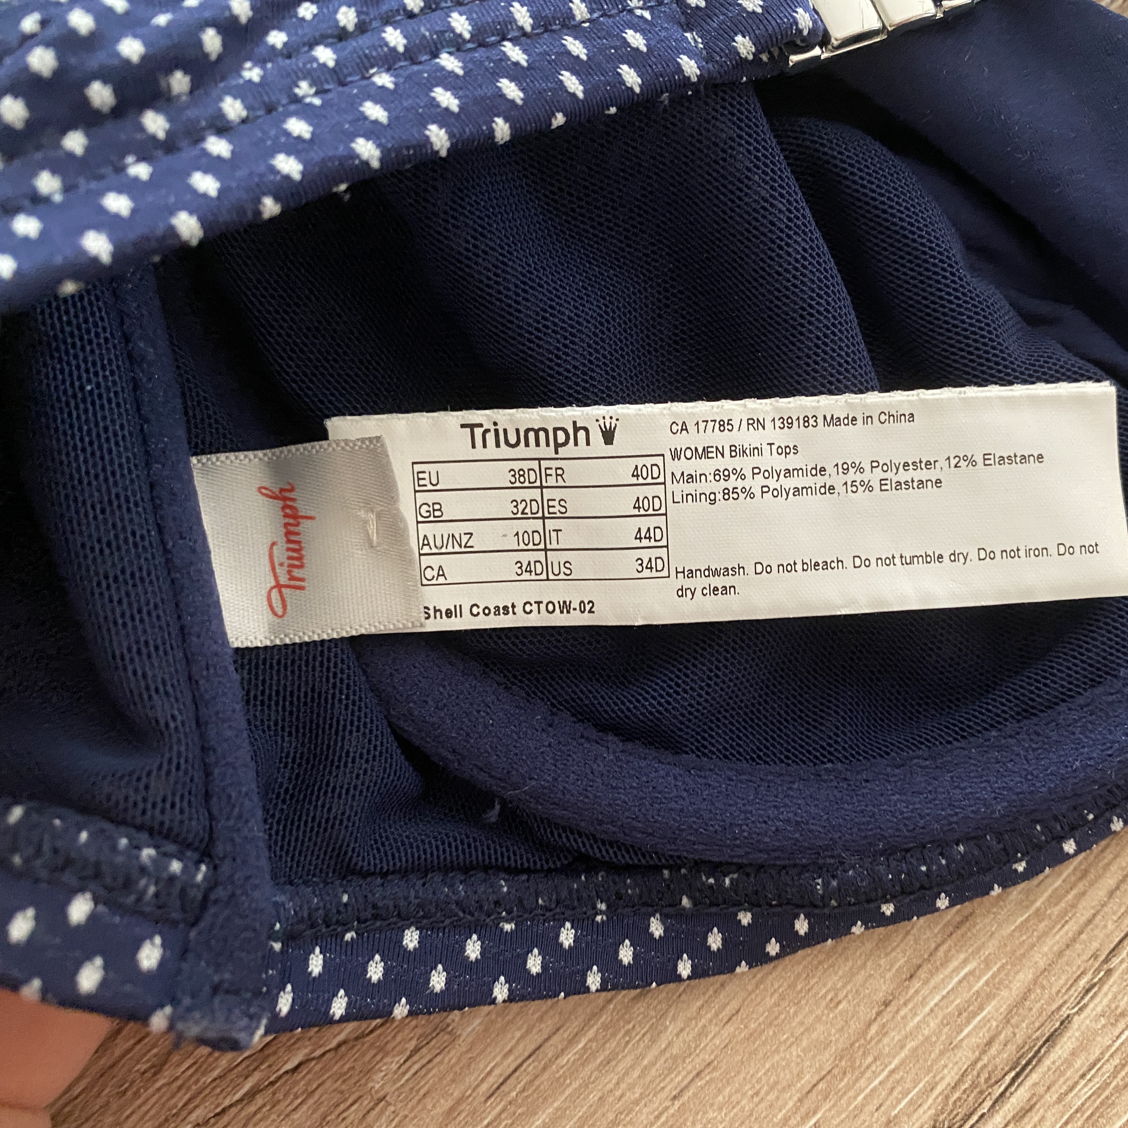 Triumph
Triumph
EU 38D FR 40D
GB 32D ES 40D
AU/NZ 10D IT 44D
CA 34D US 34D
Shell Coast CTOW-02
CA 17785 / RN 139183 Made in China
WOMEN Bikini Tops
Main:69% Polyamide,19% Polyester,12% Elastane
Lining:85% Polyamide,15% Elastane
Handwash. Do not bleach. Do not tumble dry. Do not iron. Do not
dry clean.